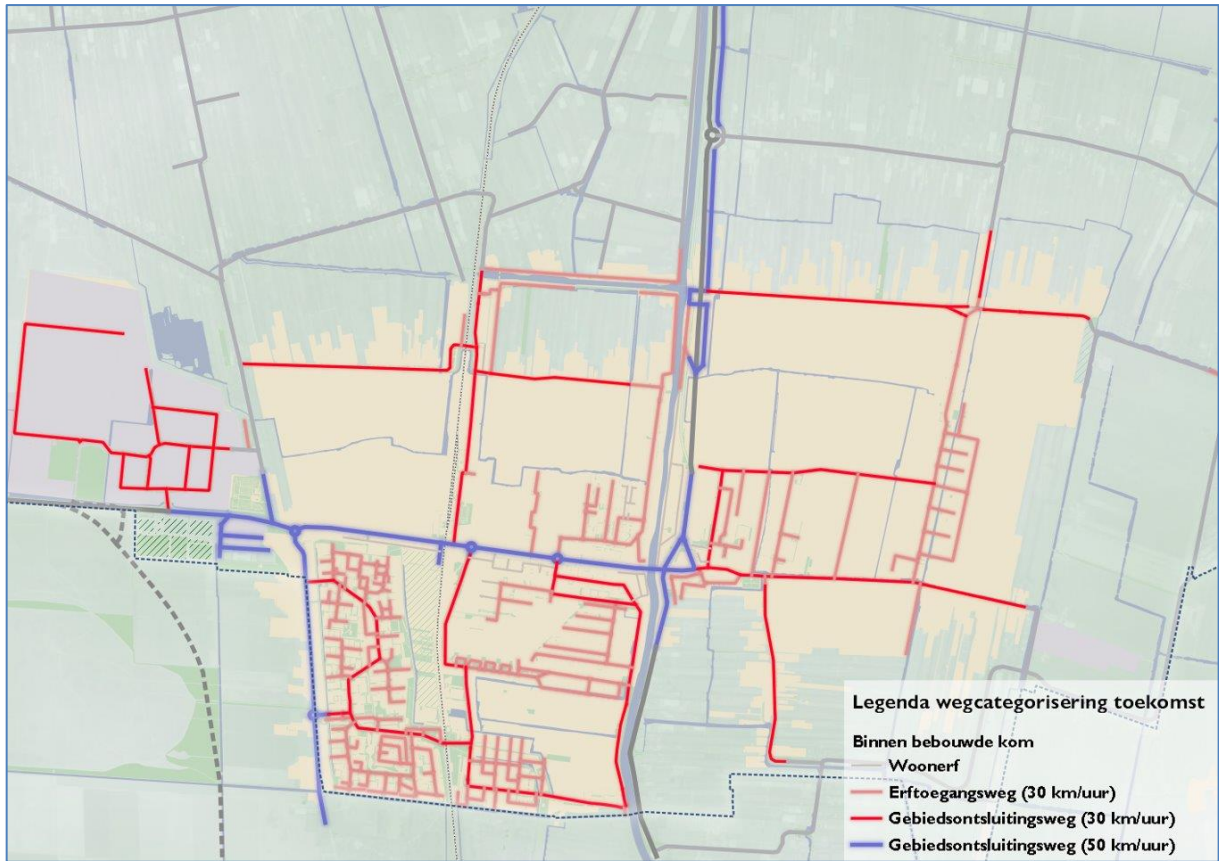 Legenda wegcategorisering toekomst
Binnen bebouwde kom
Woonerf
Erftoegangsweg (30 km/uur)
Gebiedsontsluitingsweg (30 km/uur)
Gebiedsontsluitingsweg (50 km/uur)